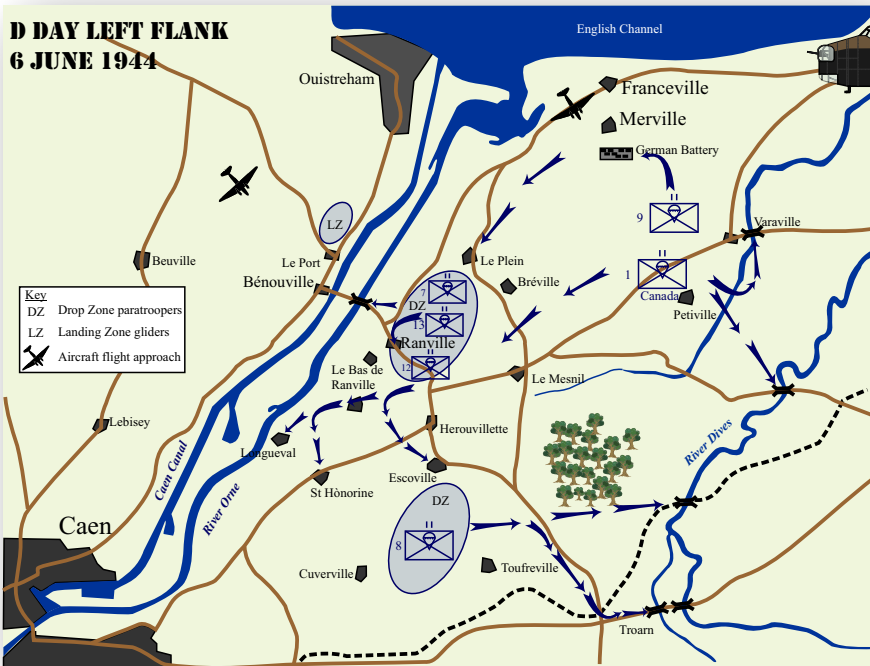 D DAY LEFT FLANK
6 JUNE 1944
English Channel
Ouistreham
Franceville
Merville
German Battery
9
LZ
Varaville
Le Port
Le Plein
Beuville
Bénouville
1
Canada
Bréville
Petiville
Key
DZ Drop Zone paratroopers
LZ Landing Zone gliders
Aircraft flight approach
7
DZ
13
Ranville
12
Le Bas de
Ranville
Le Mesnil
Lebisey
Herouvillette
Longueval
Caen Canal
River Orne
River Dives
St Hònorine
Escoville
DZ
8
Caen
Cuverville
Toufreville
Troarn